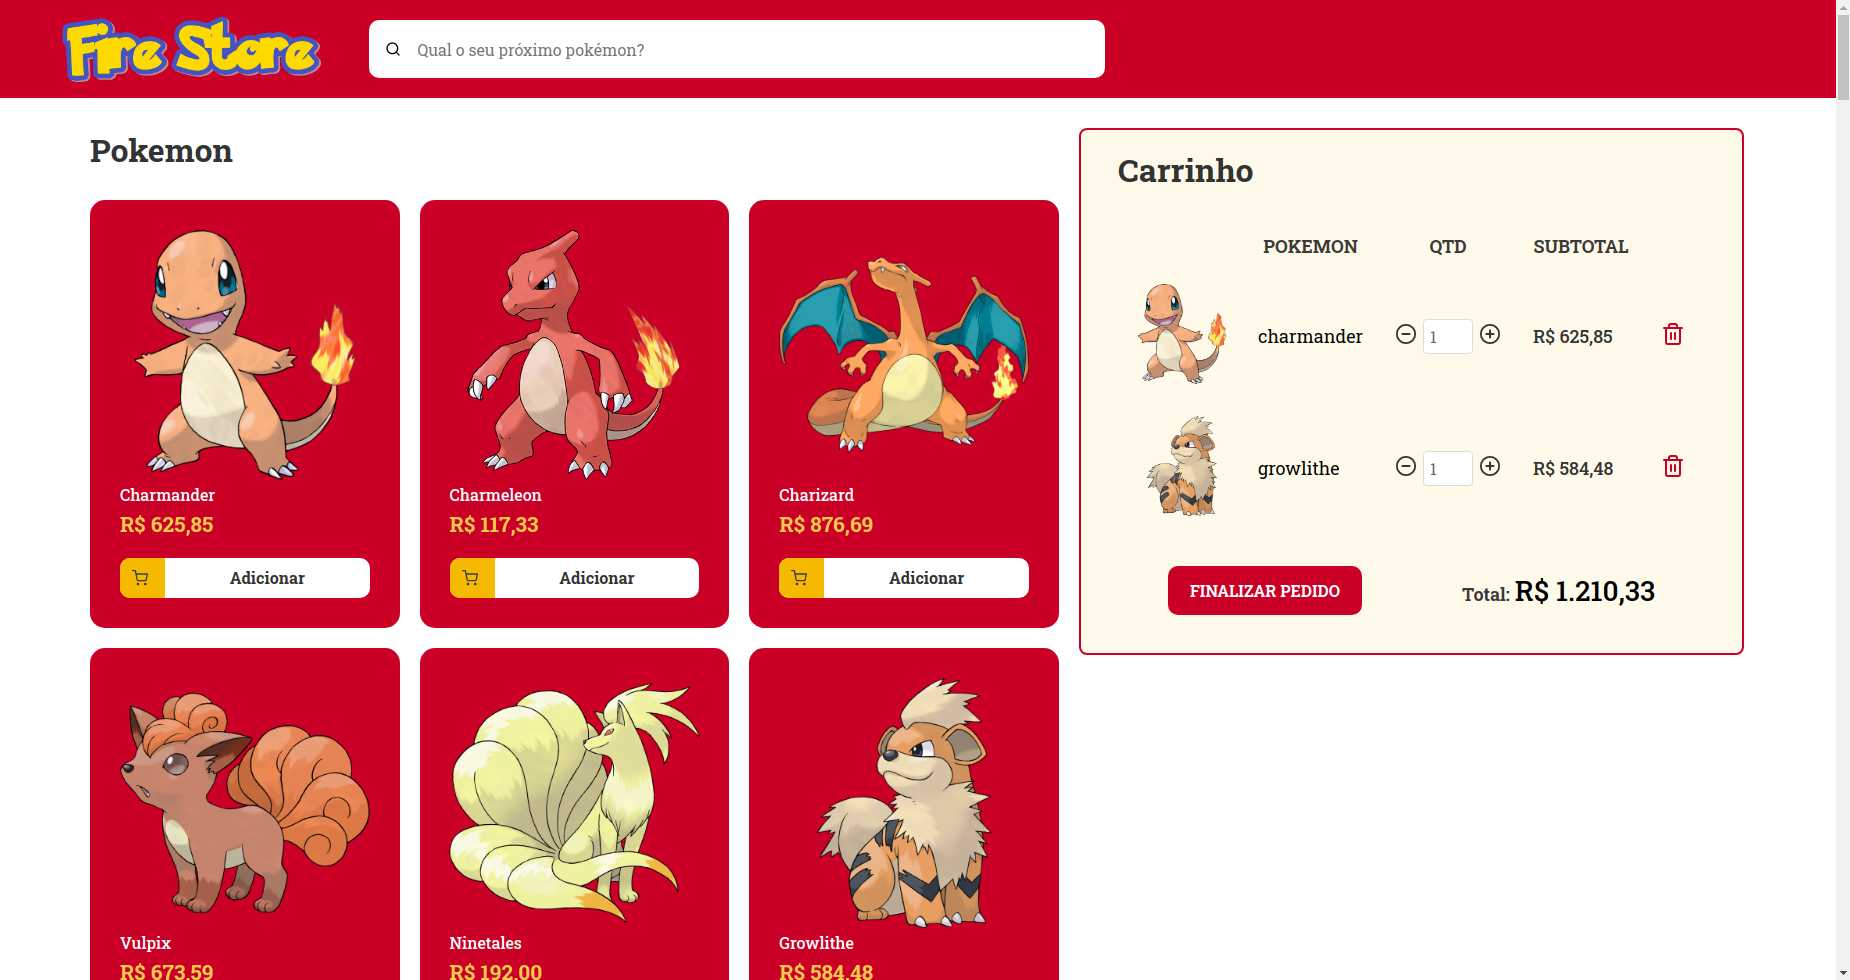 Fire Store
Qual o seu próximo pokémon?
Pokemon
Charmander
R$ 625,85
Adicionar
Charmeleon
R$ 117,33
Adicionar
Charizard
R$ 876,69
Adicionar
Vulpix
R$ 673,59
Ninetales
R$ 192,00
Growlithe
R$ 584,48
Carrinho
POKEMON QTD SUBTOTAL
charmander 1 R$ 625,85
growlithe 1 R$ 584,48
FINALIZAR PEDIDO Total: R$ 1.210,33